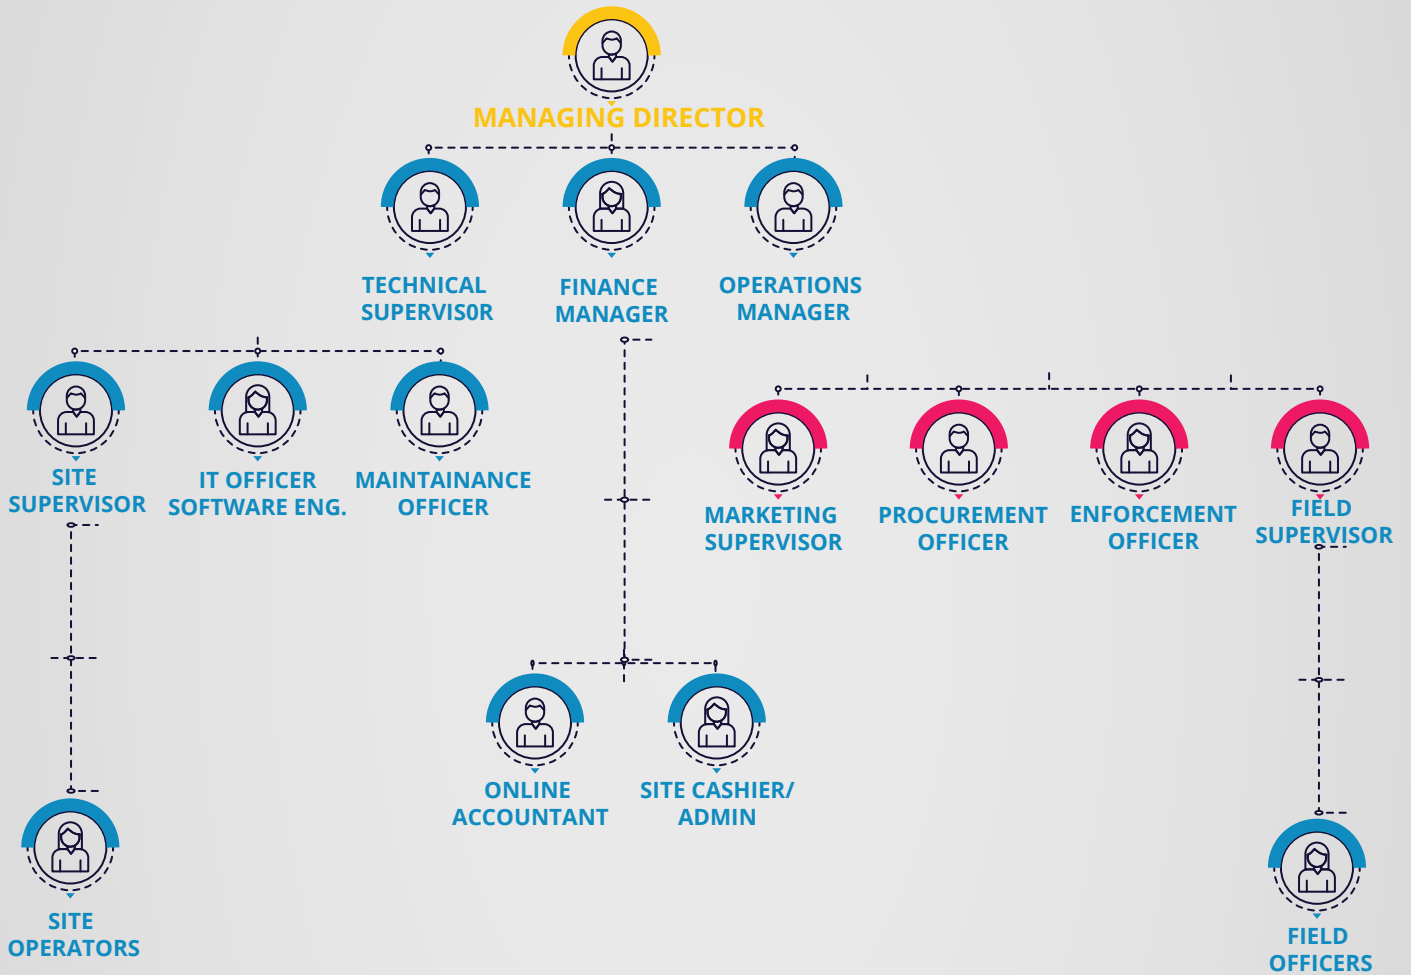 MANAGING DIRECTOR
TECHNICAL
SUPERVIS0R
FINANCE
MANAGER
OPERATIONS
MANAGER
SITE
SUPERVISOR
IT OFFICER
SOFTWARE ENG.
MAINTAINANCE
OFFICER
MARKETING
SUPERVISOR
PROCUREMENT
OFFICER
ENFORCEMENT
OFFICER
FIELD
SUPERVISOR
ONLINE
ACCOUNTANT
SITE CASHIER/
ADMIN
SITE
OPERATORS
FIELD
OFFICERS